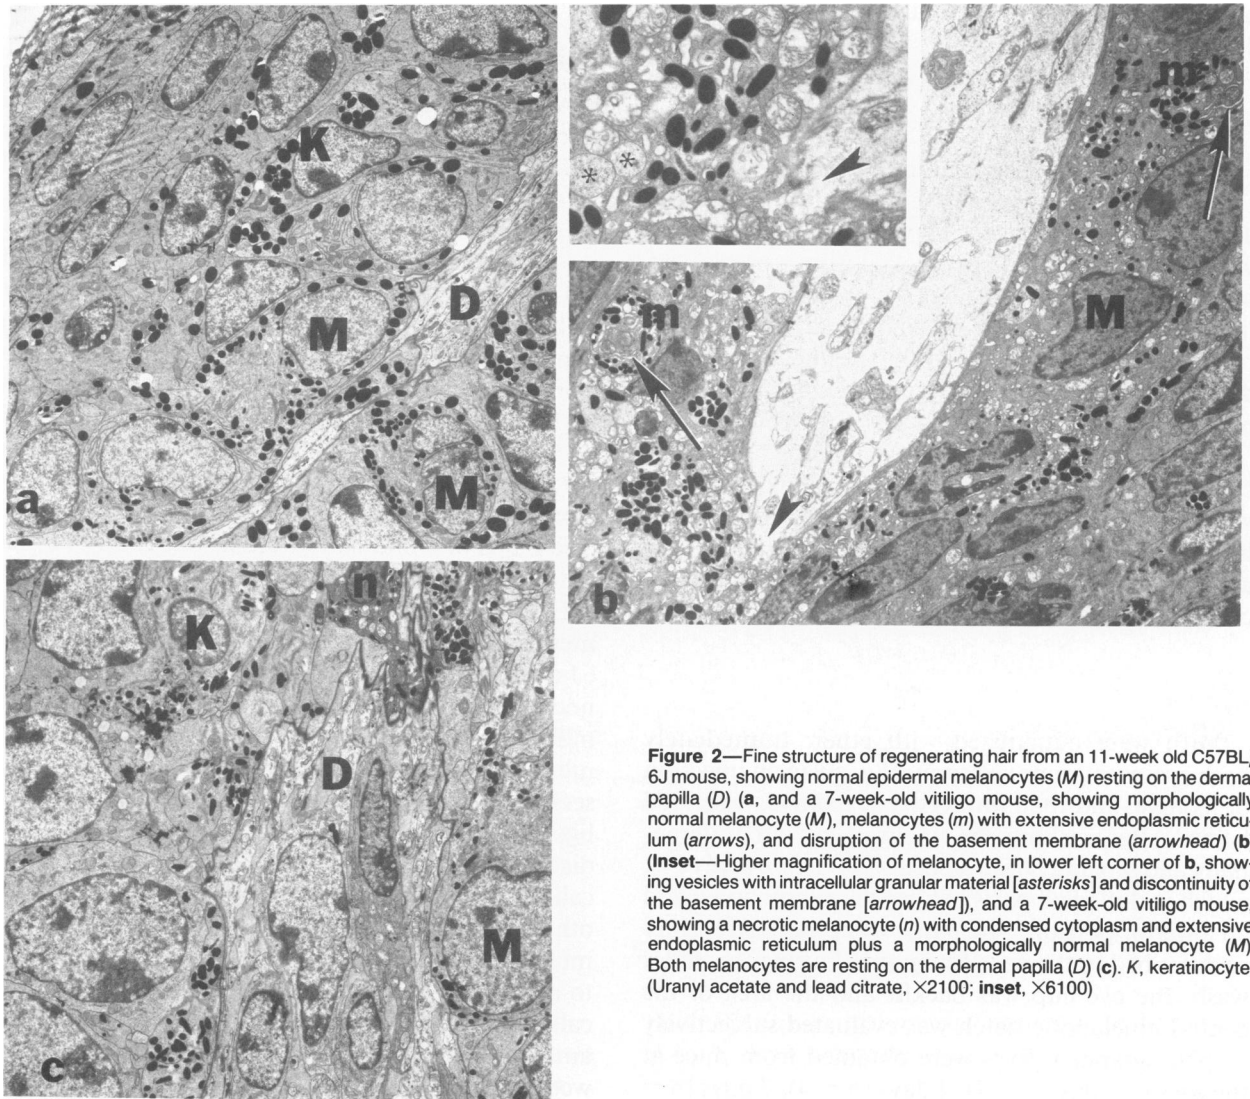 K
D
M
M
a
*
*
m
m
M
b
n
K
D
M
c
Figure 2—Fine structure of regenerating hair from an 11-week old C57BL
6J mouse, showing normal epidermal melanocytes (M) resting on the dermal
papilla (D) (a, and a 7-week-old vitiligo mouse, showing morphologically
normal melanocyte (M), melanocytes (m) with extensive endoplasmic reticu-
lum (arrows), and disruption of the basement membrane (arrowhead) (b
(Inset—Higher magnification of melanocyte, in lower left corner of b, show-
ing vesicles with intracellular granular material [asterisks] and discontinuity of
the basement membrane [arrowhead]), and a 7-week-old vitiligo mouse
showing a necrotic melanocyte (n) with condensed cytoplasm and extensive
endoplasmic reticulum plus a morphologically normal melanocyte (M)
Both melanocytes are resting on the dermal papilla (D) (c). K, keratinocyte
(Uranyl acetate and lead citrate, ×2100; inset, ×6100)